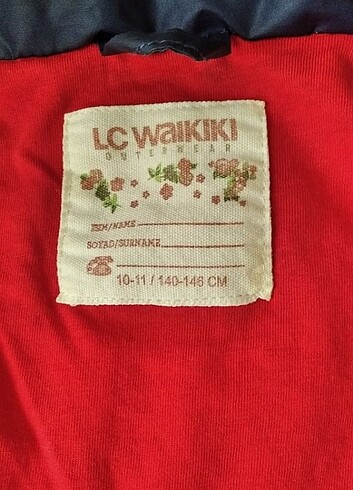 LC WAIKIKI
OUTERWEAR
İSİM/NAME
SOYAD/SURNAME
10-11 / 140-146 CM